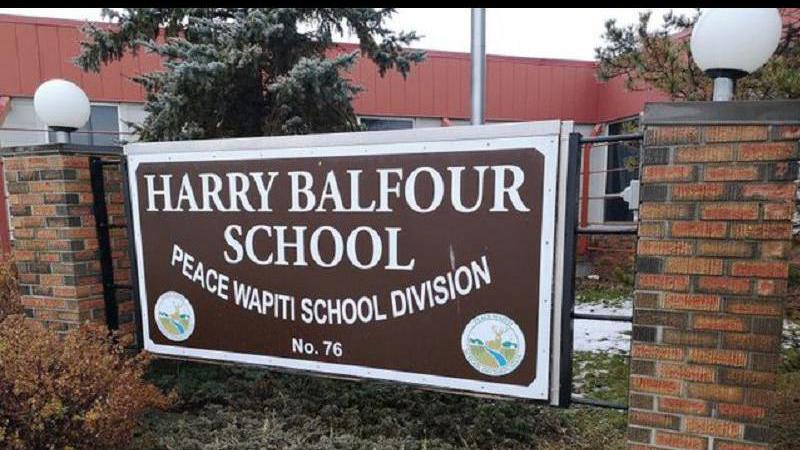 HARRY BALFOUR
SCHOOL
PEACE WAPITI SCHOOL DIVISION
No. 76